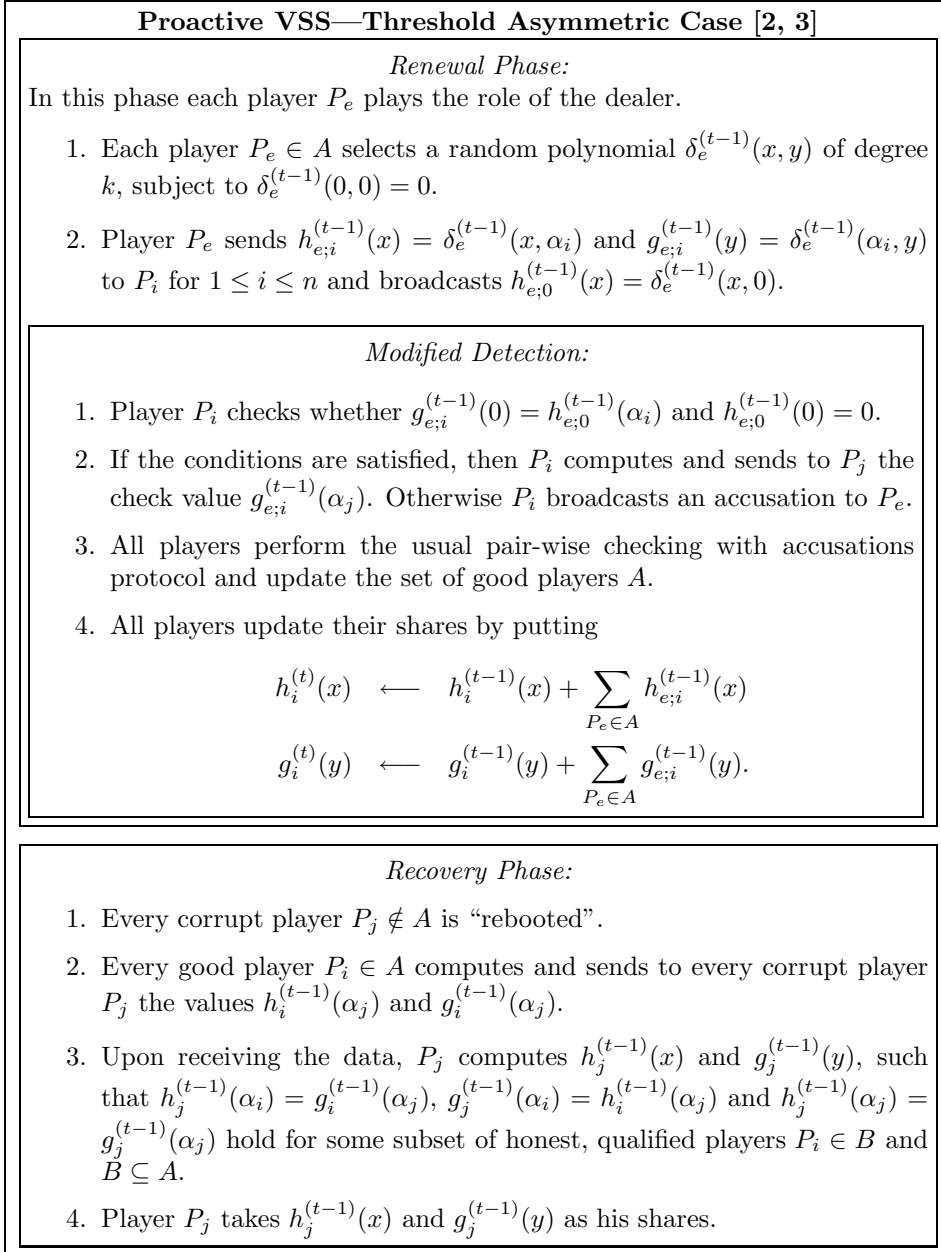 Proactive VSS—Threshold Asymmetric Case [2, 3]
Renewal Phase:
In this phase each player P_e plays the role of the dealer.
1. Each player P_e ∈ A selects a random polynomial δ_e^{(t−1)}(x, y) of degree
k, subject to δ_e^{(t−1)}(0, 0) = 0.
2. Player P_e sends h_{e;i}^{(t−1)}(x) = δ_e^{(t−1)}(x, α_i) and g_{e;i}^{(t−1)}(y) = δ_e^{(t−1)}(α_i, y)
to P_i for 1 ≤ i ≤ n and broadcasts h_{e;0}^{(t−1)}(x) = δ_e^{(t−1)}(x, 0).
Modified Detection:
1. Player P_i checks whether g_{e;i}^{(t−1)}(0) = h_{e;0}^{(t−1)}(α_i) and h_{e;0}^{(t−1)}(0) = 0.
2. If the conditions are satisfied, then P_i computes and sends to P_j the
check value g_{e;i}^{(t−1)}(α_j). Otherwise P_i broadcasts an accusation to P_e.
3. All players perform the usual pair-wise checking with accusations
protocol and update the set of good players A.
4. All players update their shares by putting
h_i^{(t)}(x) ⟵ h_i^{(t−1)}(x) + ∑_{P_e∈A} h_{e;i}^{(t−1)}(x)
g_i^{(t)}(y) ⟵ g_i^{(t−1)}(y) + ∑_{P_e∈A} g_{e;i}^{(t−1)}(y).
Recovery Phase:
1. Every corrupt player P_j ∉ A is “rebooted”.
2. Every good player P_i ∈ A computes and sends to every corrupt player
P_j the values h_i^{(t−1)}(α_j) and g_i^{(t−1)}(α_j).
3. Upon receiving the data, P_j computes h_j^{(t−1)}(x) and g_j^{(t−1)}(y), such
that h_j^{(t−1)}(α_i) = g_i^{(t−1)}(α_j), g_j^{(t−1)}(α_i) = h_i^{(t−1)}(α_j) and h_j^{(t−1)}(α_j) =
g_j^{(t−1)}(α_j) hold for some subset of honest, qualified players P_i ∈ B and
B ⊆ A.
4. Player P_j takes h_j^{(t−1)}(x) and g_j^{(t−1)}(y) as his shares.